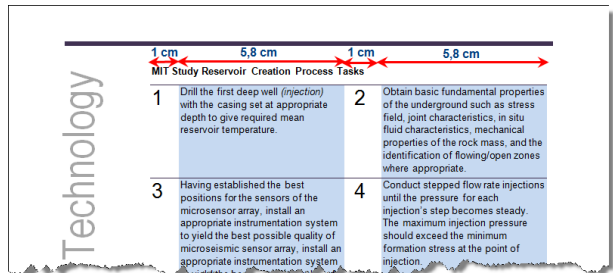 1 cm 5,8 cm 1 cm 5,8 cm
MIT Study Reservoir Creation Process Tasks
Technology
1
Drill the first deep well (injection)
with the casing set at appropriate
depth to give required mean
reservoir temperature.
2
Obtain basic fundamental properties
of the underground such as stress
field, joint characteristics, in situ
fluid characteristics, mechanical
properties of the rock mass, and the
identification of flowing/open zones
where appropriate.
3
Having established the best
positions for the sensors of the
microsensor array, install an
appropriate instrumentation system
to yield the best possible quality of
microseismic sensor array, install an
appropriate instrumentation system
4
Conduct stepped flow rate injections
until the pressure for each
injection's step becomes steady.
The maximum injection pressure
should exceed the minimum
formation stress at the point of
injection.